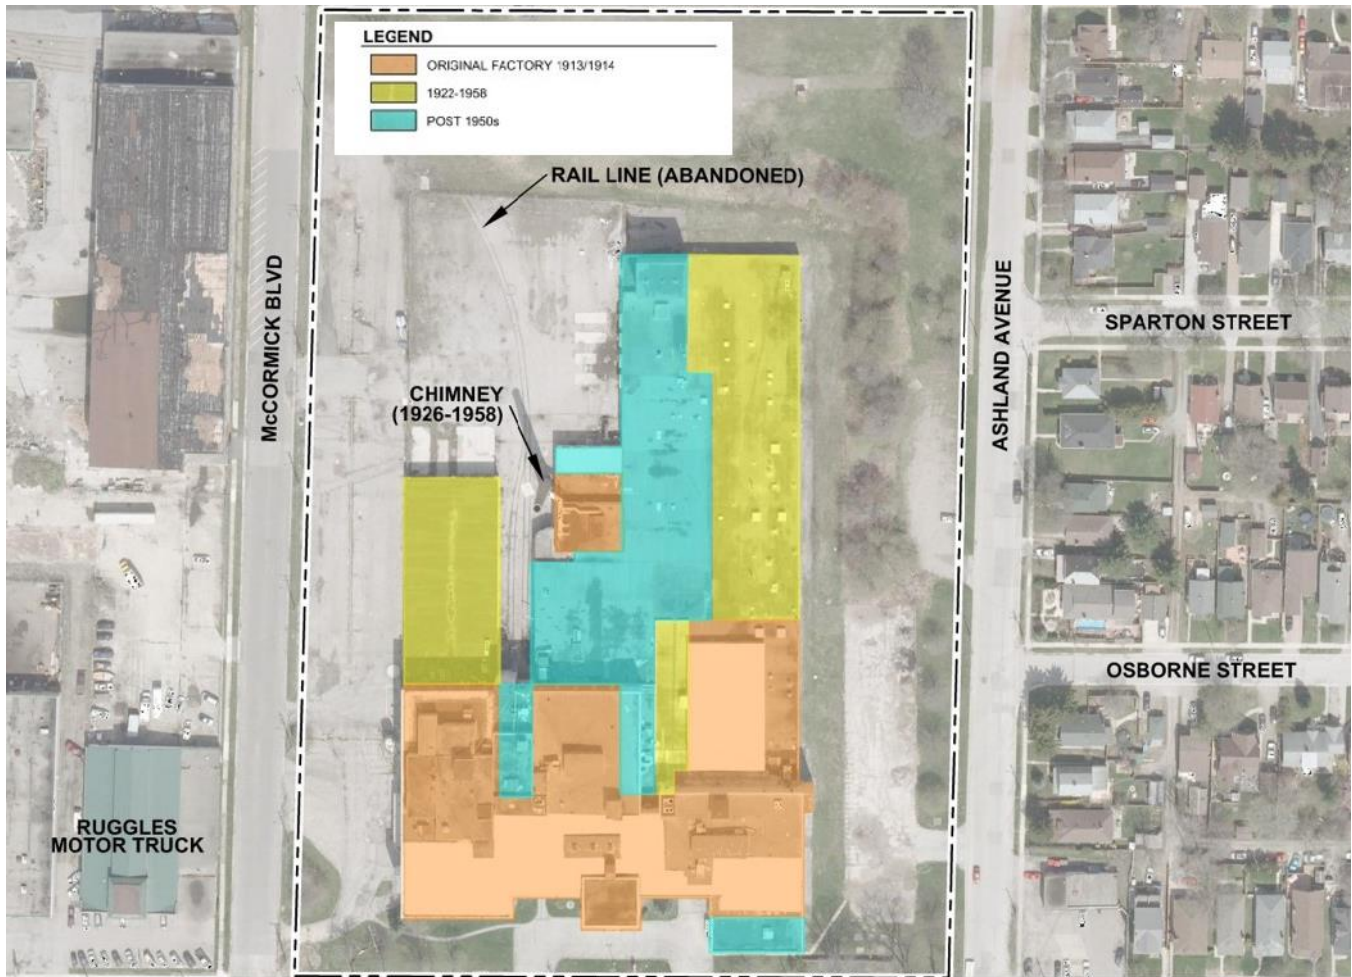 LEGEND
ORIGINAL FACTORY 1913/1914
1922-1958
POST 1950s
RAIL LINE (ABANDONED)
McCORMICK BLVD
ASHLAND AVENUE
SPARTON STREET
CHIMNEY
(1926-1958)
OSBORNE STREET
RUGGLES
MOTOR TRUCK